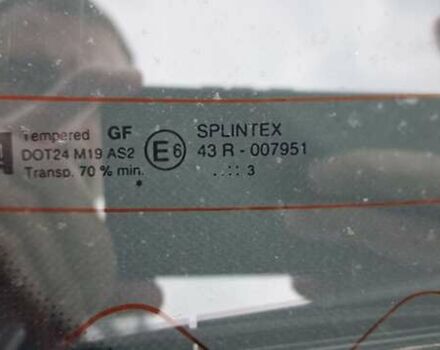 Tempered GF
DOT24 M19 AS2
Transp. 70 % min.
E6
SPLINTEX
43 R - 007951
..:: 3